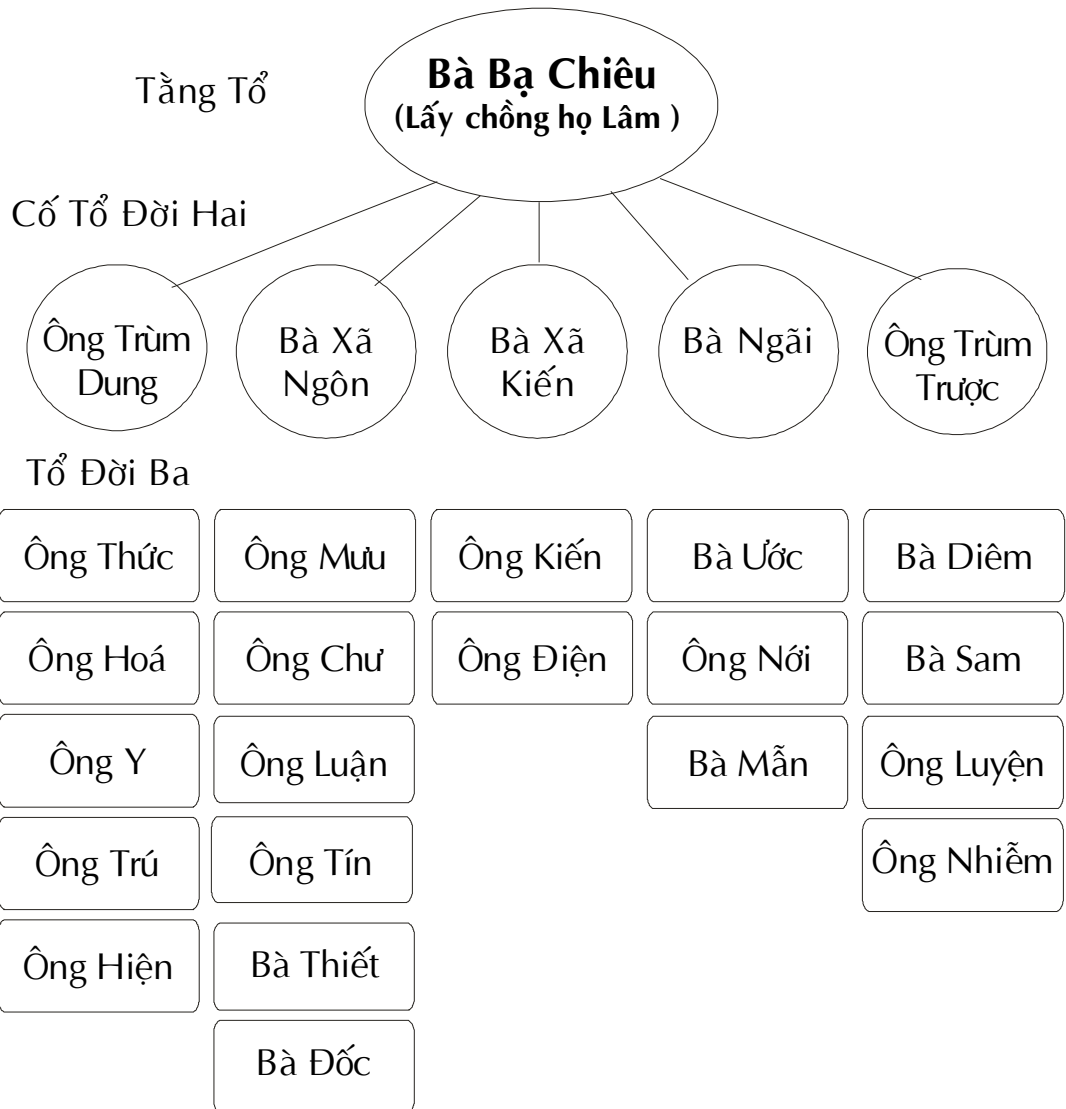 Tằng Tổ
Bà Bạ Chiêu
(Lấy chồng họ Lâm )
Cố Tổ Đời Hai
Ông Trùm
Dung
Bà Xã
Ngôn
Bà Xã
Kiến
Bà Ngãi
Ông Trùm
Trược
Tổ Đời Ba
Ông Thức
Ông Mưu
Ông Kiến
Bà Ước
Bà Diêm
Ông Hoá
Ông Chư
Ông Điện
Ông Nới
Bà Sam
Ông Y
Ông Luận
Bà Mẫn
Ông Luyện
Ông Trú
Ông Tín
Ông Nhiễm
Ông Hiện
Bà Thiết
Bà Đốc